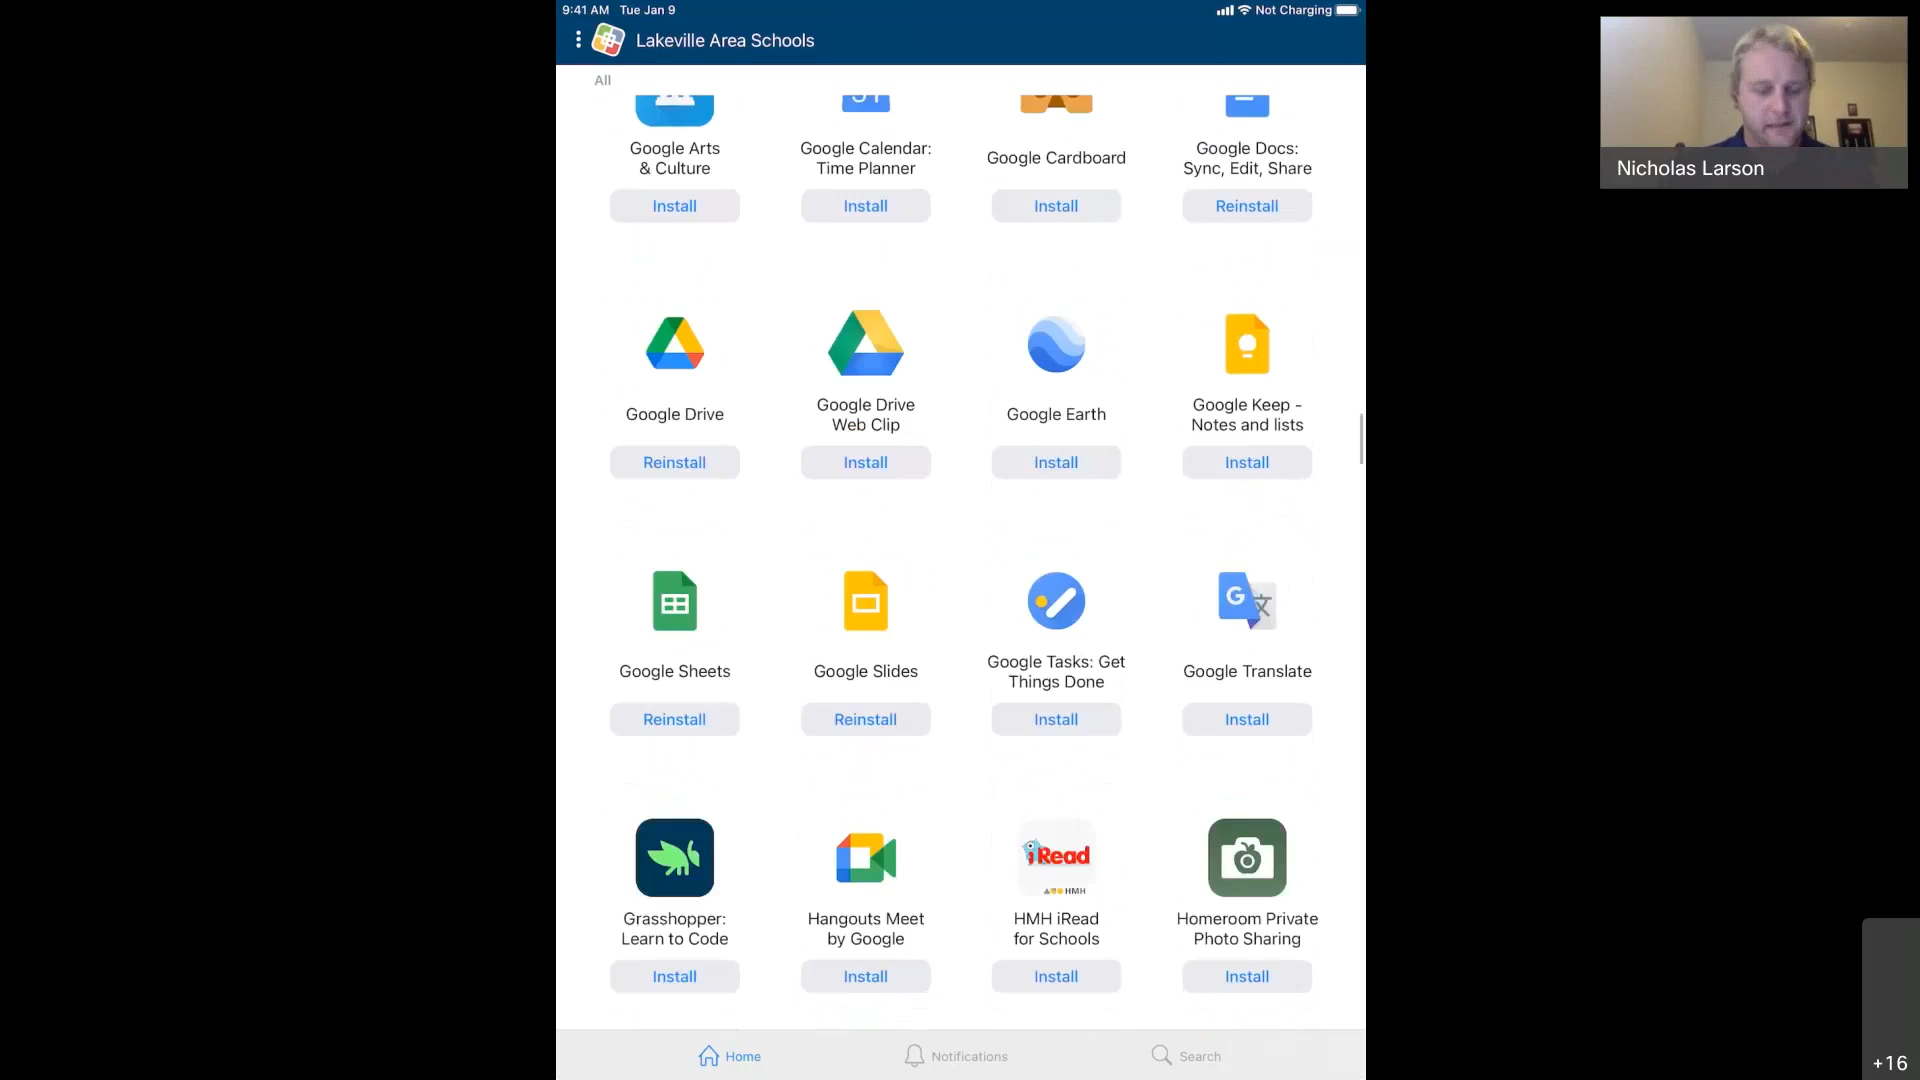 9:41 AM Tue Jan 9
Not Charging
Lakeville Area Schools
Nicholas Larson
All
Google Arts
& Culture
Install
Google Calendar:
Time Planner
Install
Google Cardboard
Install
Google Docs:
Sync, Edit, Share
Reinstall
Google Drive
Reinstall
Google Drive
Web Clip
Install
Google Earth
Install
Google Keep -
Notes and lists
Install
Google Sheets
Reinstall
Google Slides
Reinstall
Google Tasks: Get
Things Done
Install
G
Google Translate
Install
Grasshopper:
Learn to Code
Install
Hangouts Meet
by Google
Install
iRead
HMH
HMH iRead
for Schools
Install
Homeroom Private
Photo Sharing
Install
Home
Notifications
Search
+16